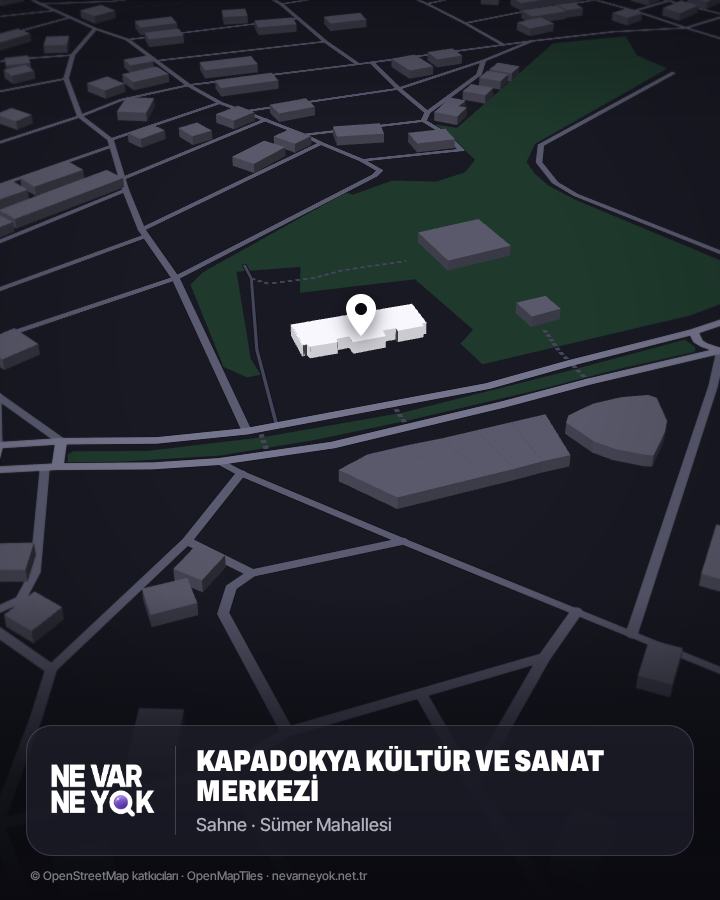 NE VAR
NE YOK
KAPADOKYA KÜLTÜR VE SANAT
MERKEZİ
Sahne · Sümer Mahallesi
© OpenStreetMap katkıcıları · OpenMapTiles · nevarneyok.net.tr